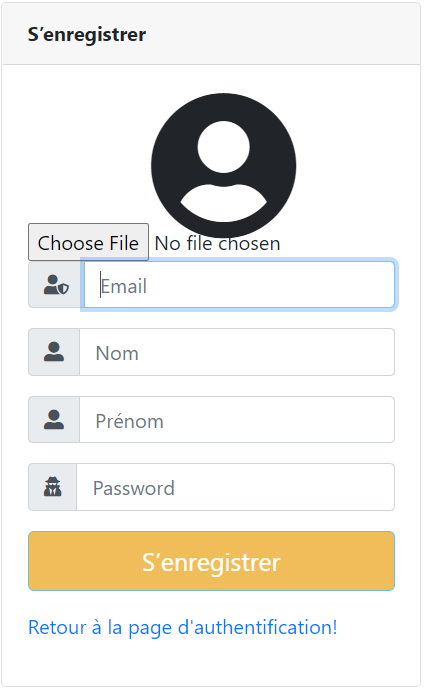 S’enregistrer
Choose File No file chosen
Email
Nom
Prénom
Password
S’enregistrer
Retour à la page d'authentification!